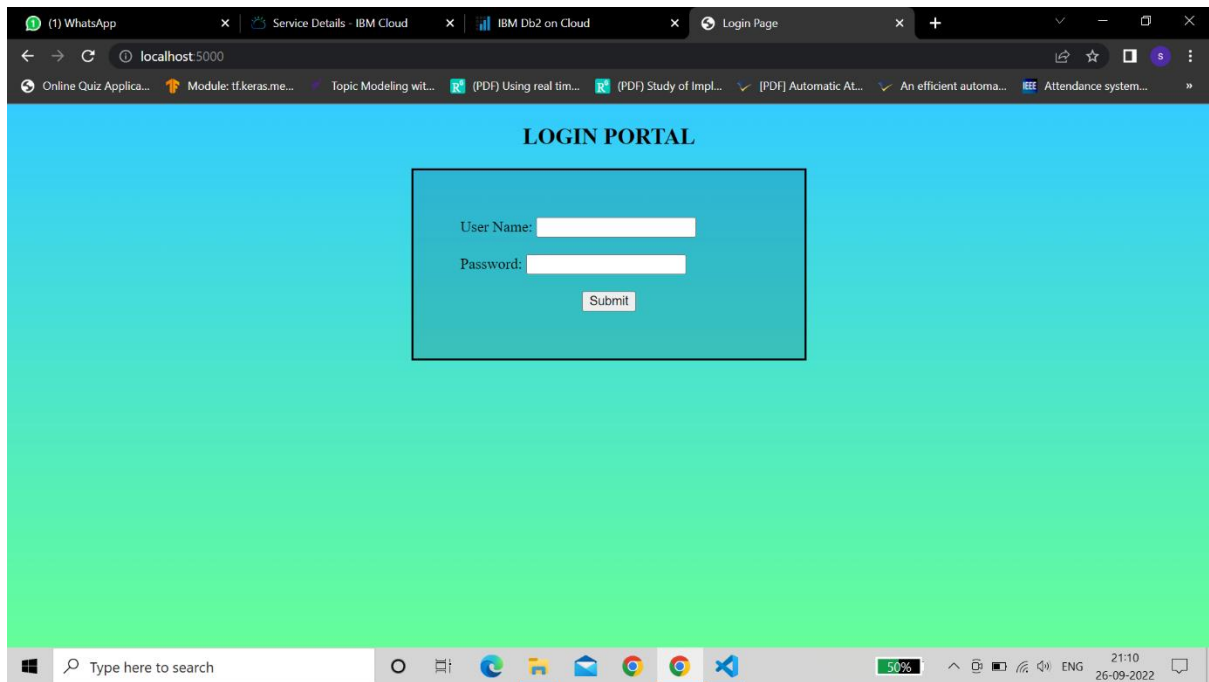 (1) WhatsApp
Service Details - IBM Cloud
IBM Db2 on Cloud
Login Page
localhost:5000
S
Online Quiz Applica...
Module: tf.keras.me...
Topic Modeling wit...
R⁶ (PDF) Using real tim...
R⁶ (PDF) Study of Impl...
[PDF] Automatic At...
An efficient automa...
IEEE Attendance system...
LOGIN PORTAL
User Name:
Password:
Submit
Type here to search
50%
ENG
21:10
26-09-2022